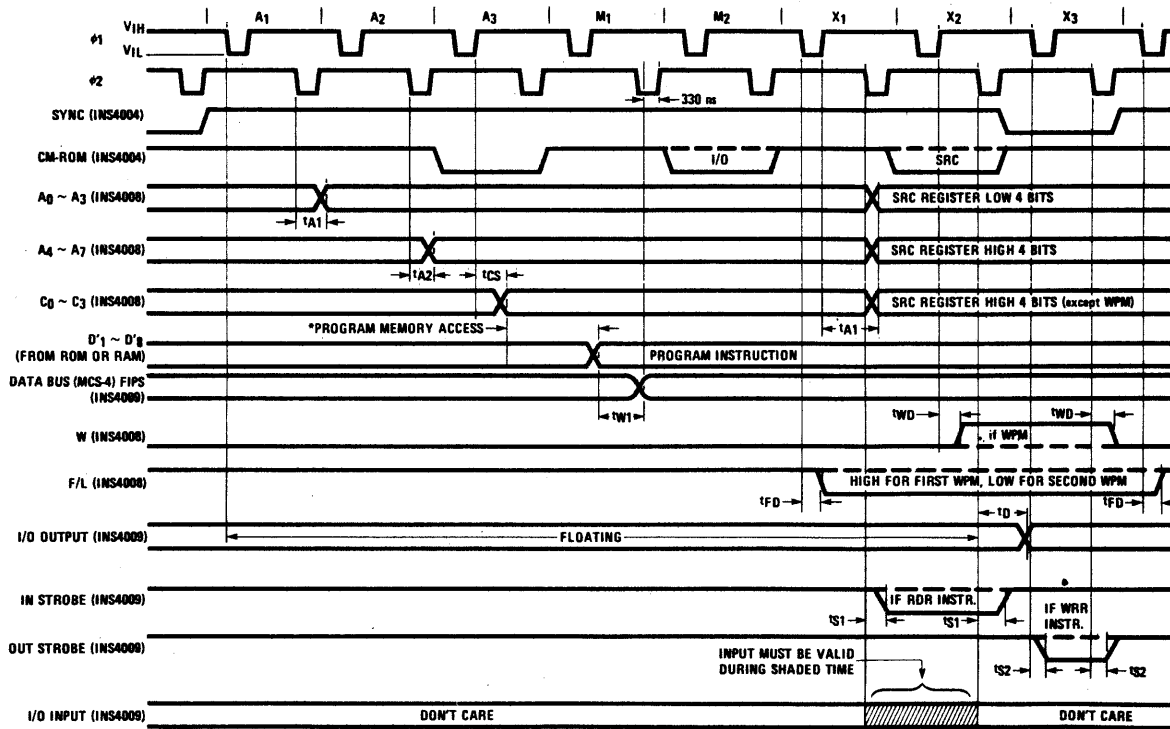 A1 A2 A3 M1 M2 X1 X2 X3
VIH
ϕ1
VIL
ϕ2
330 ns
SYNC (INS4004)
CM-ROM (INS4004)
I/O
SRC
A0 ~ A3 (INS4008)
SRC REGISTER LOW 4 BITS
tA1
A4 ~ A7 (INS4008)
SRC REGISTER HIGH 4 BITS
tA2
tCS
C0 ~ C3 (INS4008)
SRC REGISTER HIGH 4 BITS (except WPM)
tA1
*PROGRAM MEMORY ACCESS
D'1 ~ D'8
(FROM ROM OR RAM)
PROGRAM INSTRUCTION
DATA BUS (MCS-4) FIPS
(INS4009)
tW1
tWD
tWD
W (INS4008)
if WPM
F/L (INS4008)
HIGH FOR FIRST WPM, LOW FOR SECOND WPM
tFD
tD
tFD
I/O OUTPUT (INS4009)
FLOATING
IN STROBE (INS4009)
IF RDR INSTR.
tS1
tS1
IF WRR
INSTR.
OUT STROBE (INS4009)
INPUT MUST BE VALID
DURING SHADED TIME
tS2
tS2
I/O INPUT (INS4009)
DON'T CARE
DON'T CARE